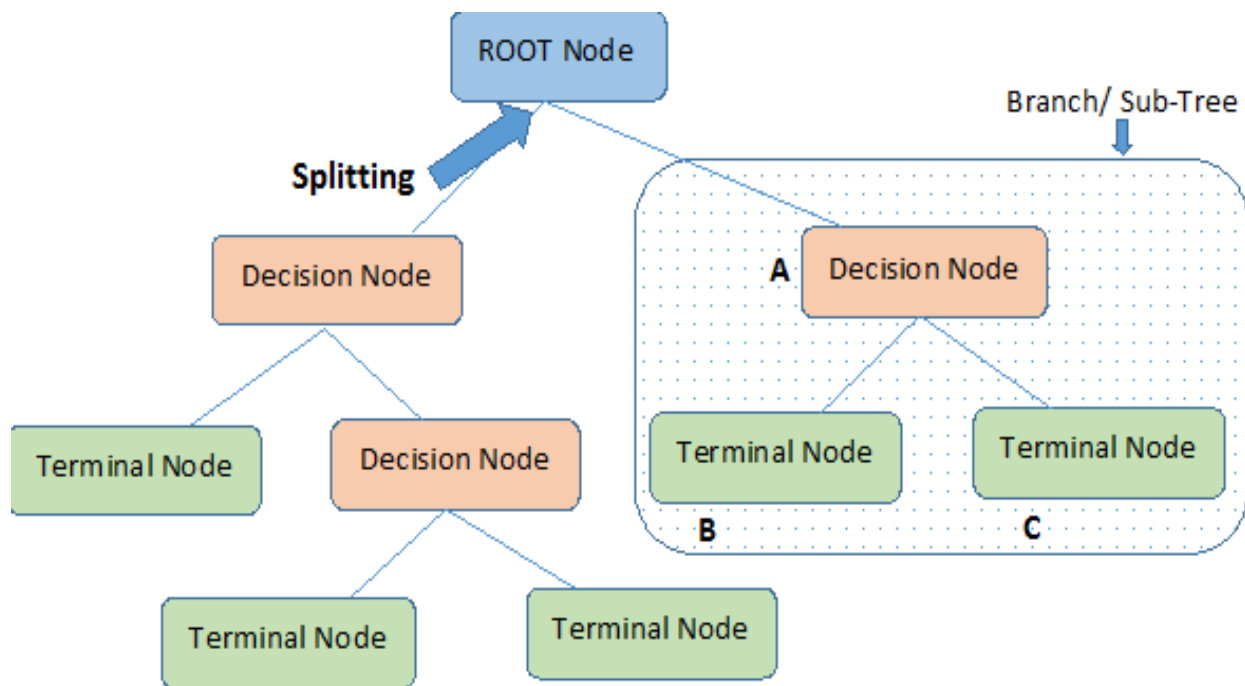 ROOT Node
Branch/ Sub-Tree
Splitting
Decision Node
A
Decision Node
Terminal Node
Decision Node
Terminal Node
Terminal Node
B
C
Terminal Node
Terminal Node